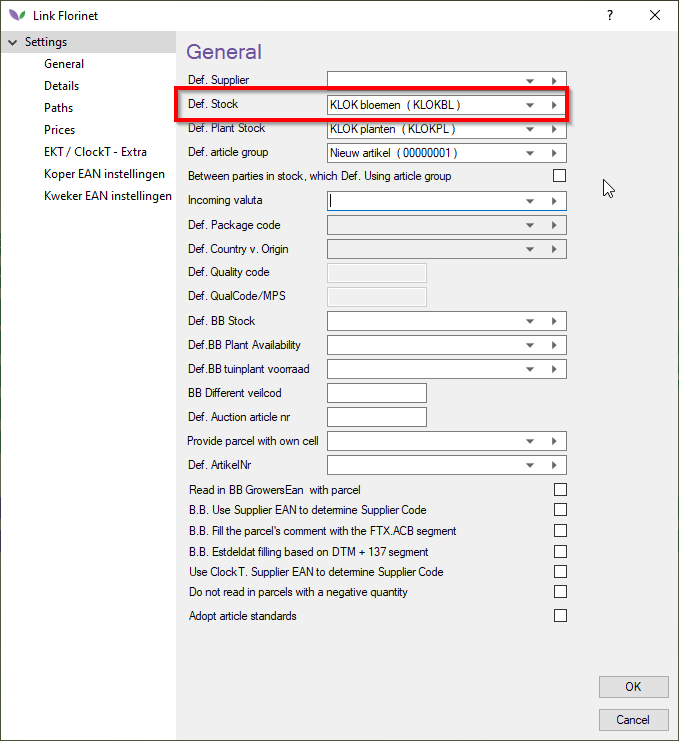 Link Florinet
?
Settings
General
Details
Paths
Prices
EKT / ClockT - Extra
Koper EAN instellingen
Kweker EAN instellingen
General
Def. Supplier
Def. Stock KLOK bloemen ( KLOKBL )
Def. Plant Stock KLOK planten ( KLOKPL )
Def. article group Nieuw artikel ( 00000001 )
Between parties in stock, which Def. Using article group
Incoming valuta
Def. Package code
Def. Country v. Origin
Def. Quality code
Def. QualCode/MPS
Def. BB Stock
Def.BB Plant Availability
Def.BB tuinplant voorraad
BB Different veilcod
Def. Auction article nr
Provide parcel with own cell
Def. ArtikelNr
Read in BB GrowersEan with parcel
B.B. Use Supplier EAN to determine Supplier Code
B.B. Fill the parcel's comment with the FTX.ACB segment
B.B. Estdeldat filling based on DTM + 137 segment
Use ClockT. Supplier EAN to determine Supplier Code
Do not read in parcels with a negative quantity
Adopt article standards
OK
Cancel